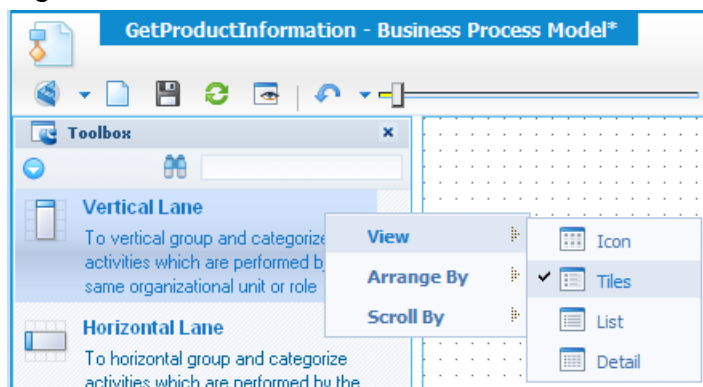 GetProductInformation - Business Process Model*
Toolbox
Vertical Lane
To vertical group and categorize
activities which are performed b
same organizational unit or role
Horizontal Lane
To horizontal group and categorize
activities which are performed by the
View
Arrange By
Scroll By
Icon
Tiles
List
Detail